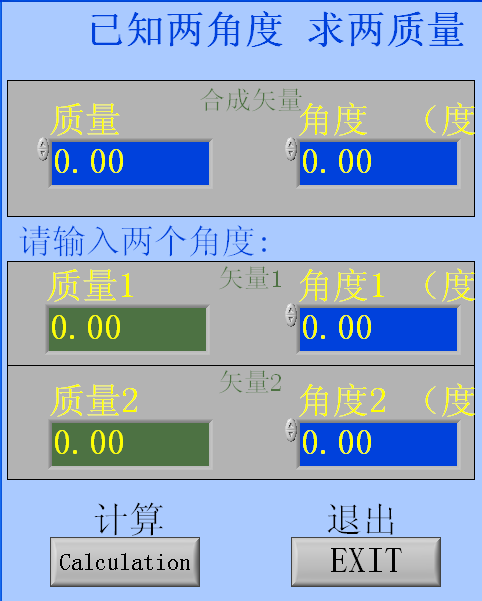 已知两角度 求两质量
合成矢量
质量 角度 （度
0.00 0.00
请输入两个角度:
矢量1
质量1 角度1 （度
0.00 0.00
矢量2
质量2 角度2 （度
0.00 0.00
计算 退出
Calculation EXIT